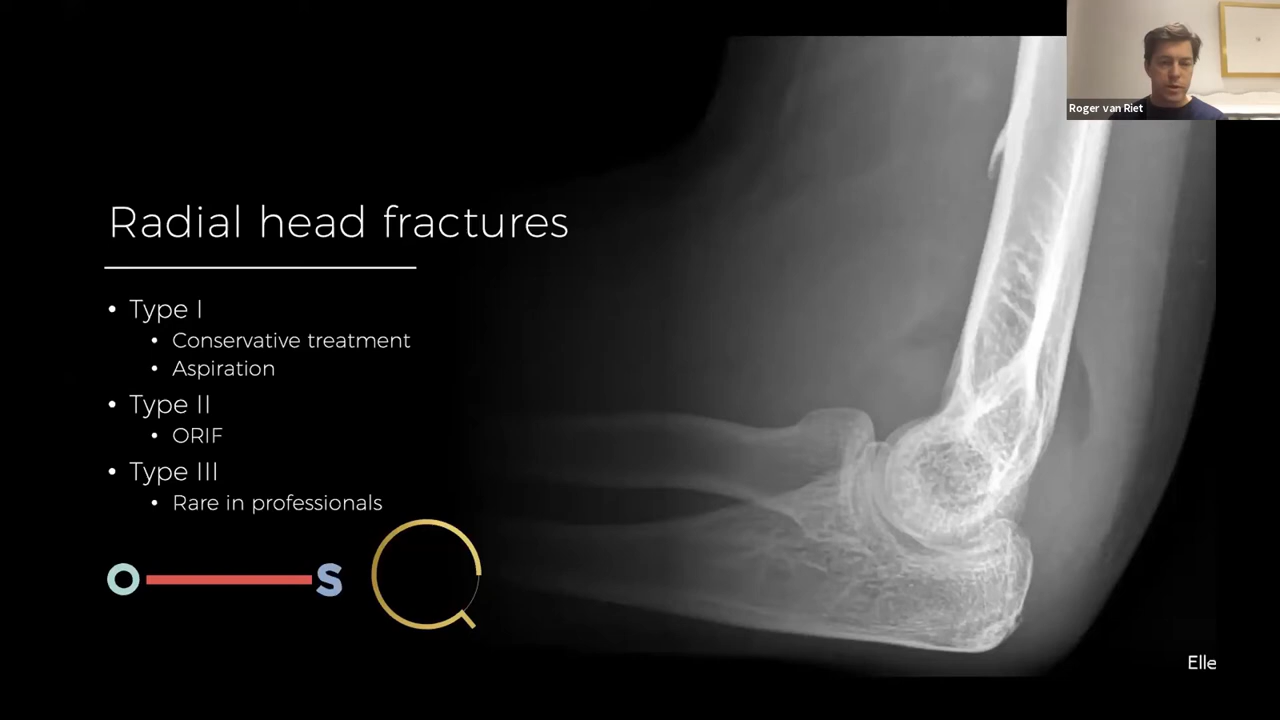 Roger van Riet
Radial head fractures
• Type I
• Conservative treatment
• Aspiration
• Type II
• ORIF
• Type III
• Rare in professionals
O S Q
Elle